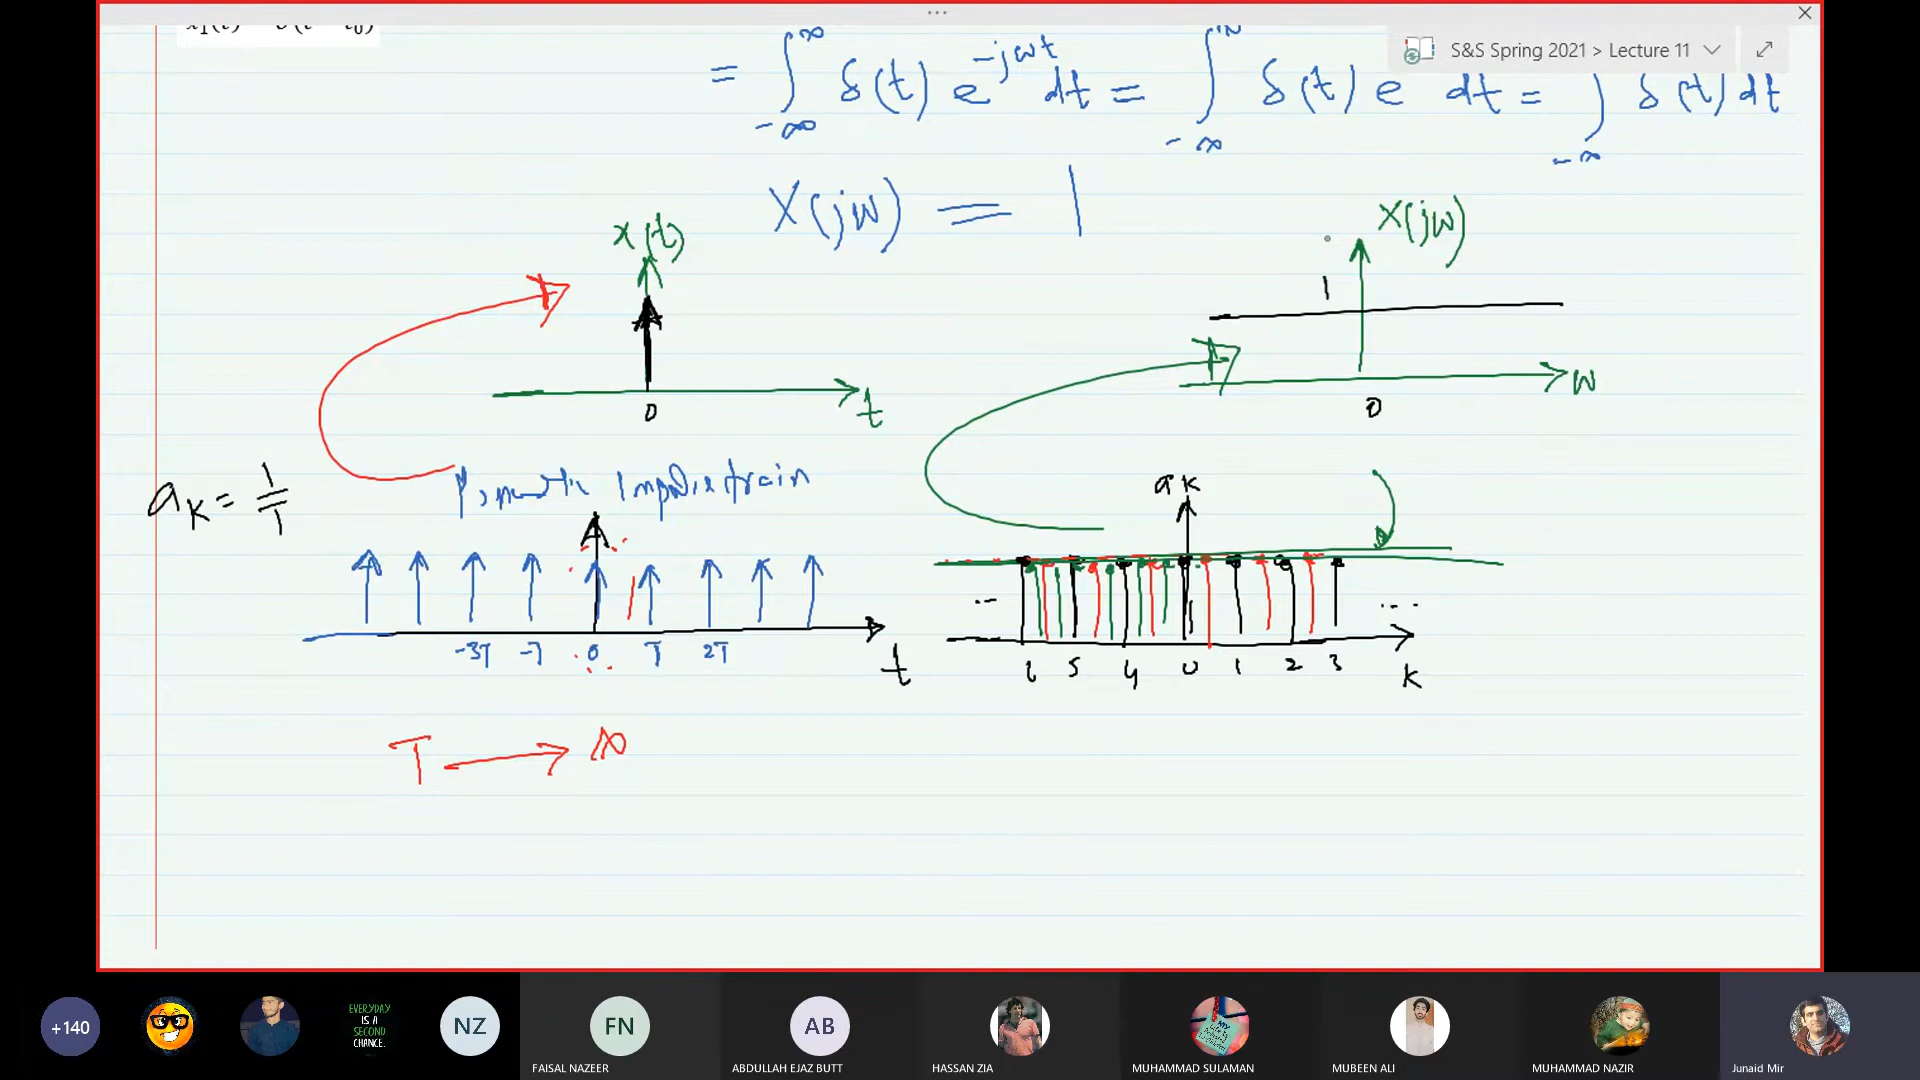 S&S Spring 2021 > Lecture 11
= ∫ δ(t) e^{-jωt} dt = ∫ δ(t) e dt = ∫ δ(t) dt
-∞ -∞ -∞
X(jω) = 1
x(t)
X(jω)
1
0 t
0 ω
a_K = 1/T
Impulse train
a K
-3T -T 0 T 2T t
.. 6 5 4 0 1 2 3 ... K
T → ∞
+140
EVERYDAY
IS A
SECOND
CHANCE.
NZ
FN
AB
MY
FAISAL NAZEER
ABDULLAH EJAZ BUTT
HASSAN ZIA
MUHAMMAD SULAMAN
MUBEEN ALI
MUHAMMAD NAZIR
Junaid Mir